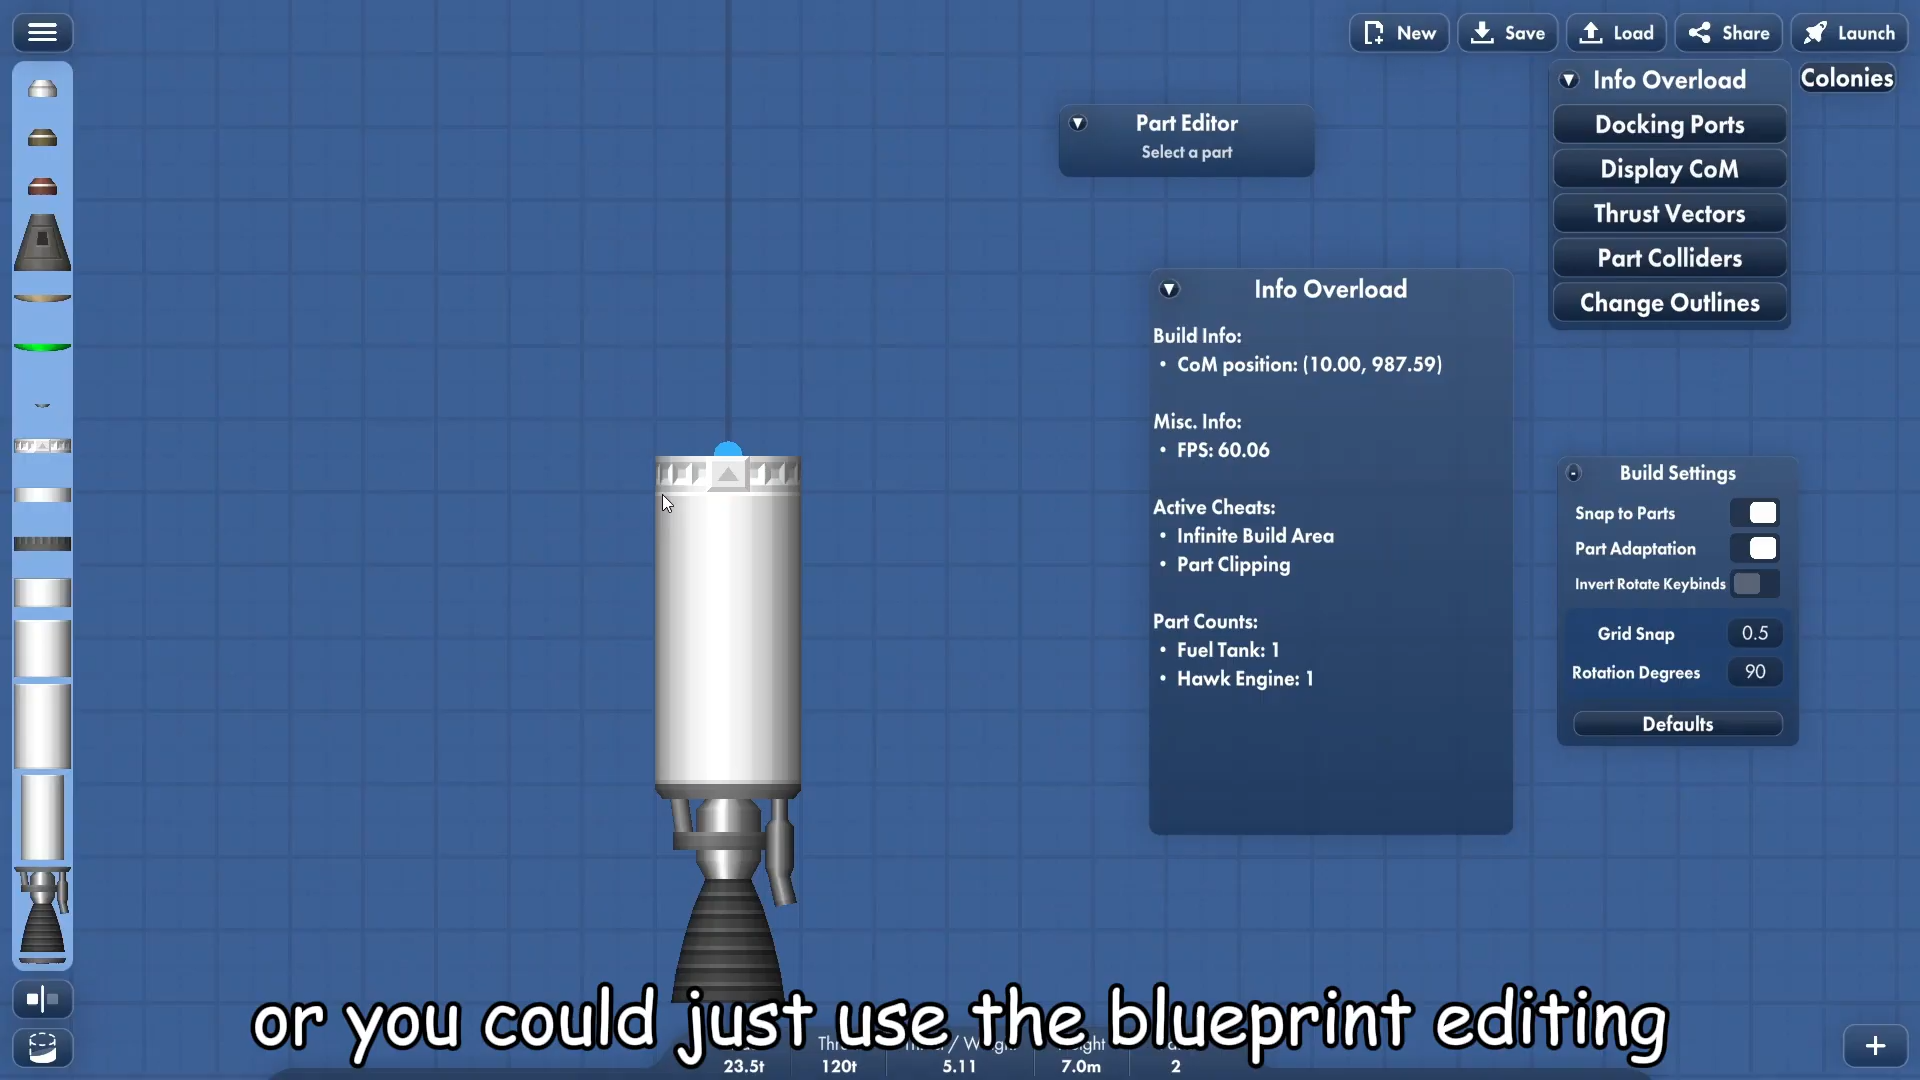 New
Save
Load
Share
Launch
Info Overload
Colonies
Docking Ports
Display CoM
Thrust Vectors
Part Colliders
Change Outlines
Part Editor
Select a part
Info Overload
Build Info:
• CoM position: (10.00, 987.59)
Misc. Info:
• FPS: 60.06
Active Cheats:
• Infinite Build Area
• Part Clipping
Part Counts:
• Fuel Tank: 1
• Hawk Engine: 1
Build Settings
Snap to Parts
Part Adaptation
Invert Rotate Keybinds
Grid Snap 0.5
Rotation Degrees 90
Defaults
or you could just use the blueprint editing
23.5t 120t 5.11 7.0m 2